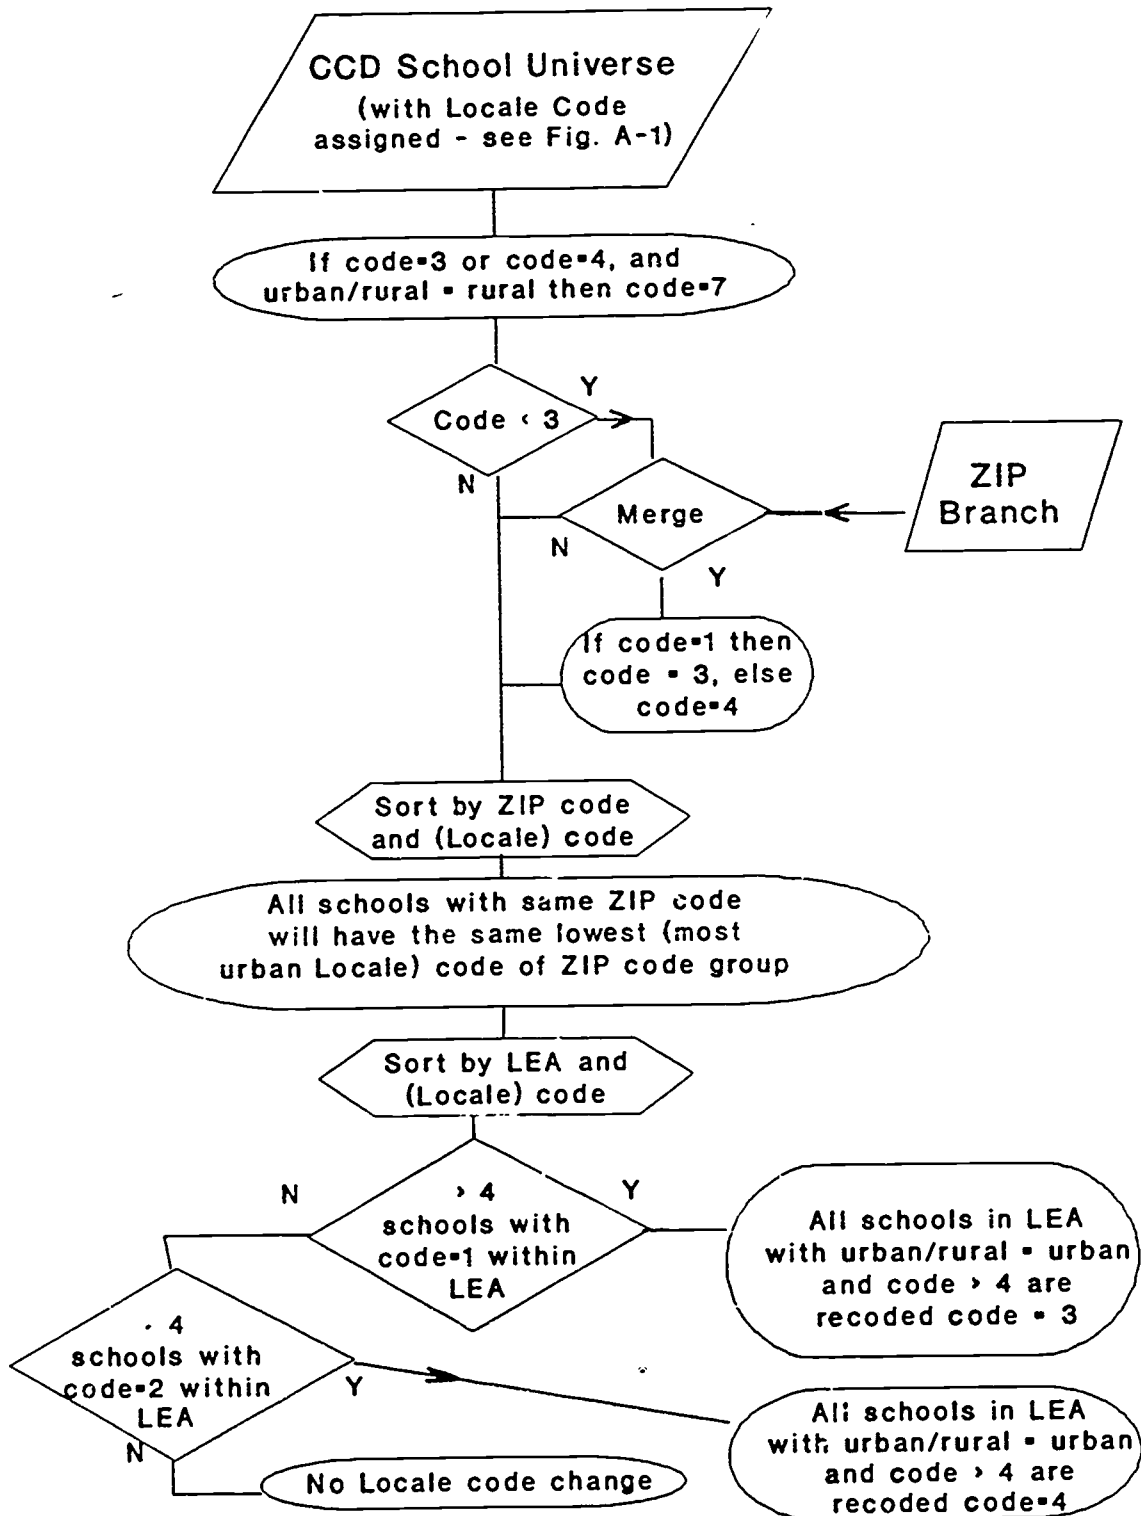 CCD School Universe
(with Locale Code
assigned - see Fig. A-1)
If code=3 or code=4, and
urban/rural = rural then code=7
Y
Code < 3
N
ZIP
Branch
Merge
N
Y
If code=1 then
code = 3, else
code=4
Sort by ZIP code
and (Locale) code
All schools with same ZIP code
will have the same lowest (most
urban Locale) code of ZIP code group
Sort by LEA and
(Locale) code
N
> 4
schools with
code=1 within
LEA
Y
All schools in LEA
with urban/rural = urban
and code > 4 are
recoded code = 3
4
schools with
code=2 within
LEA
Y
N
All schools in LEA
with urban/rural = urban
and code > 4 are
recoded code=4
No Locale code change